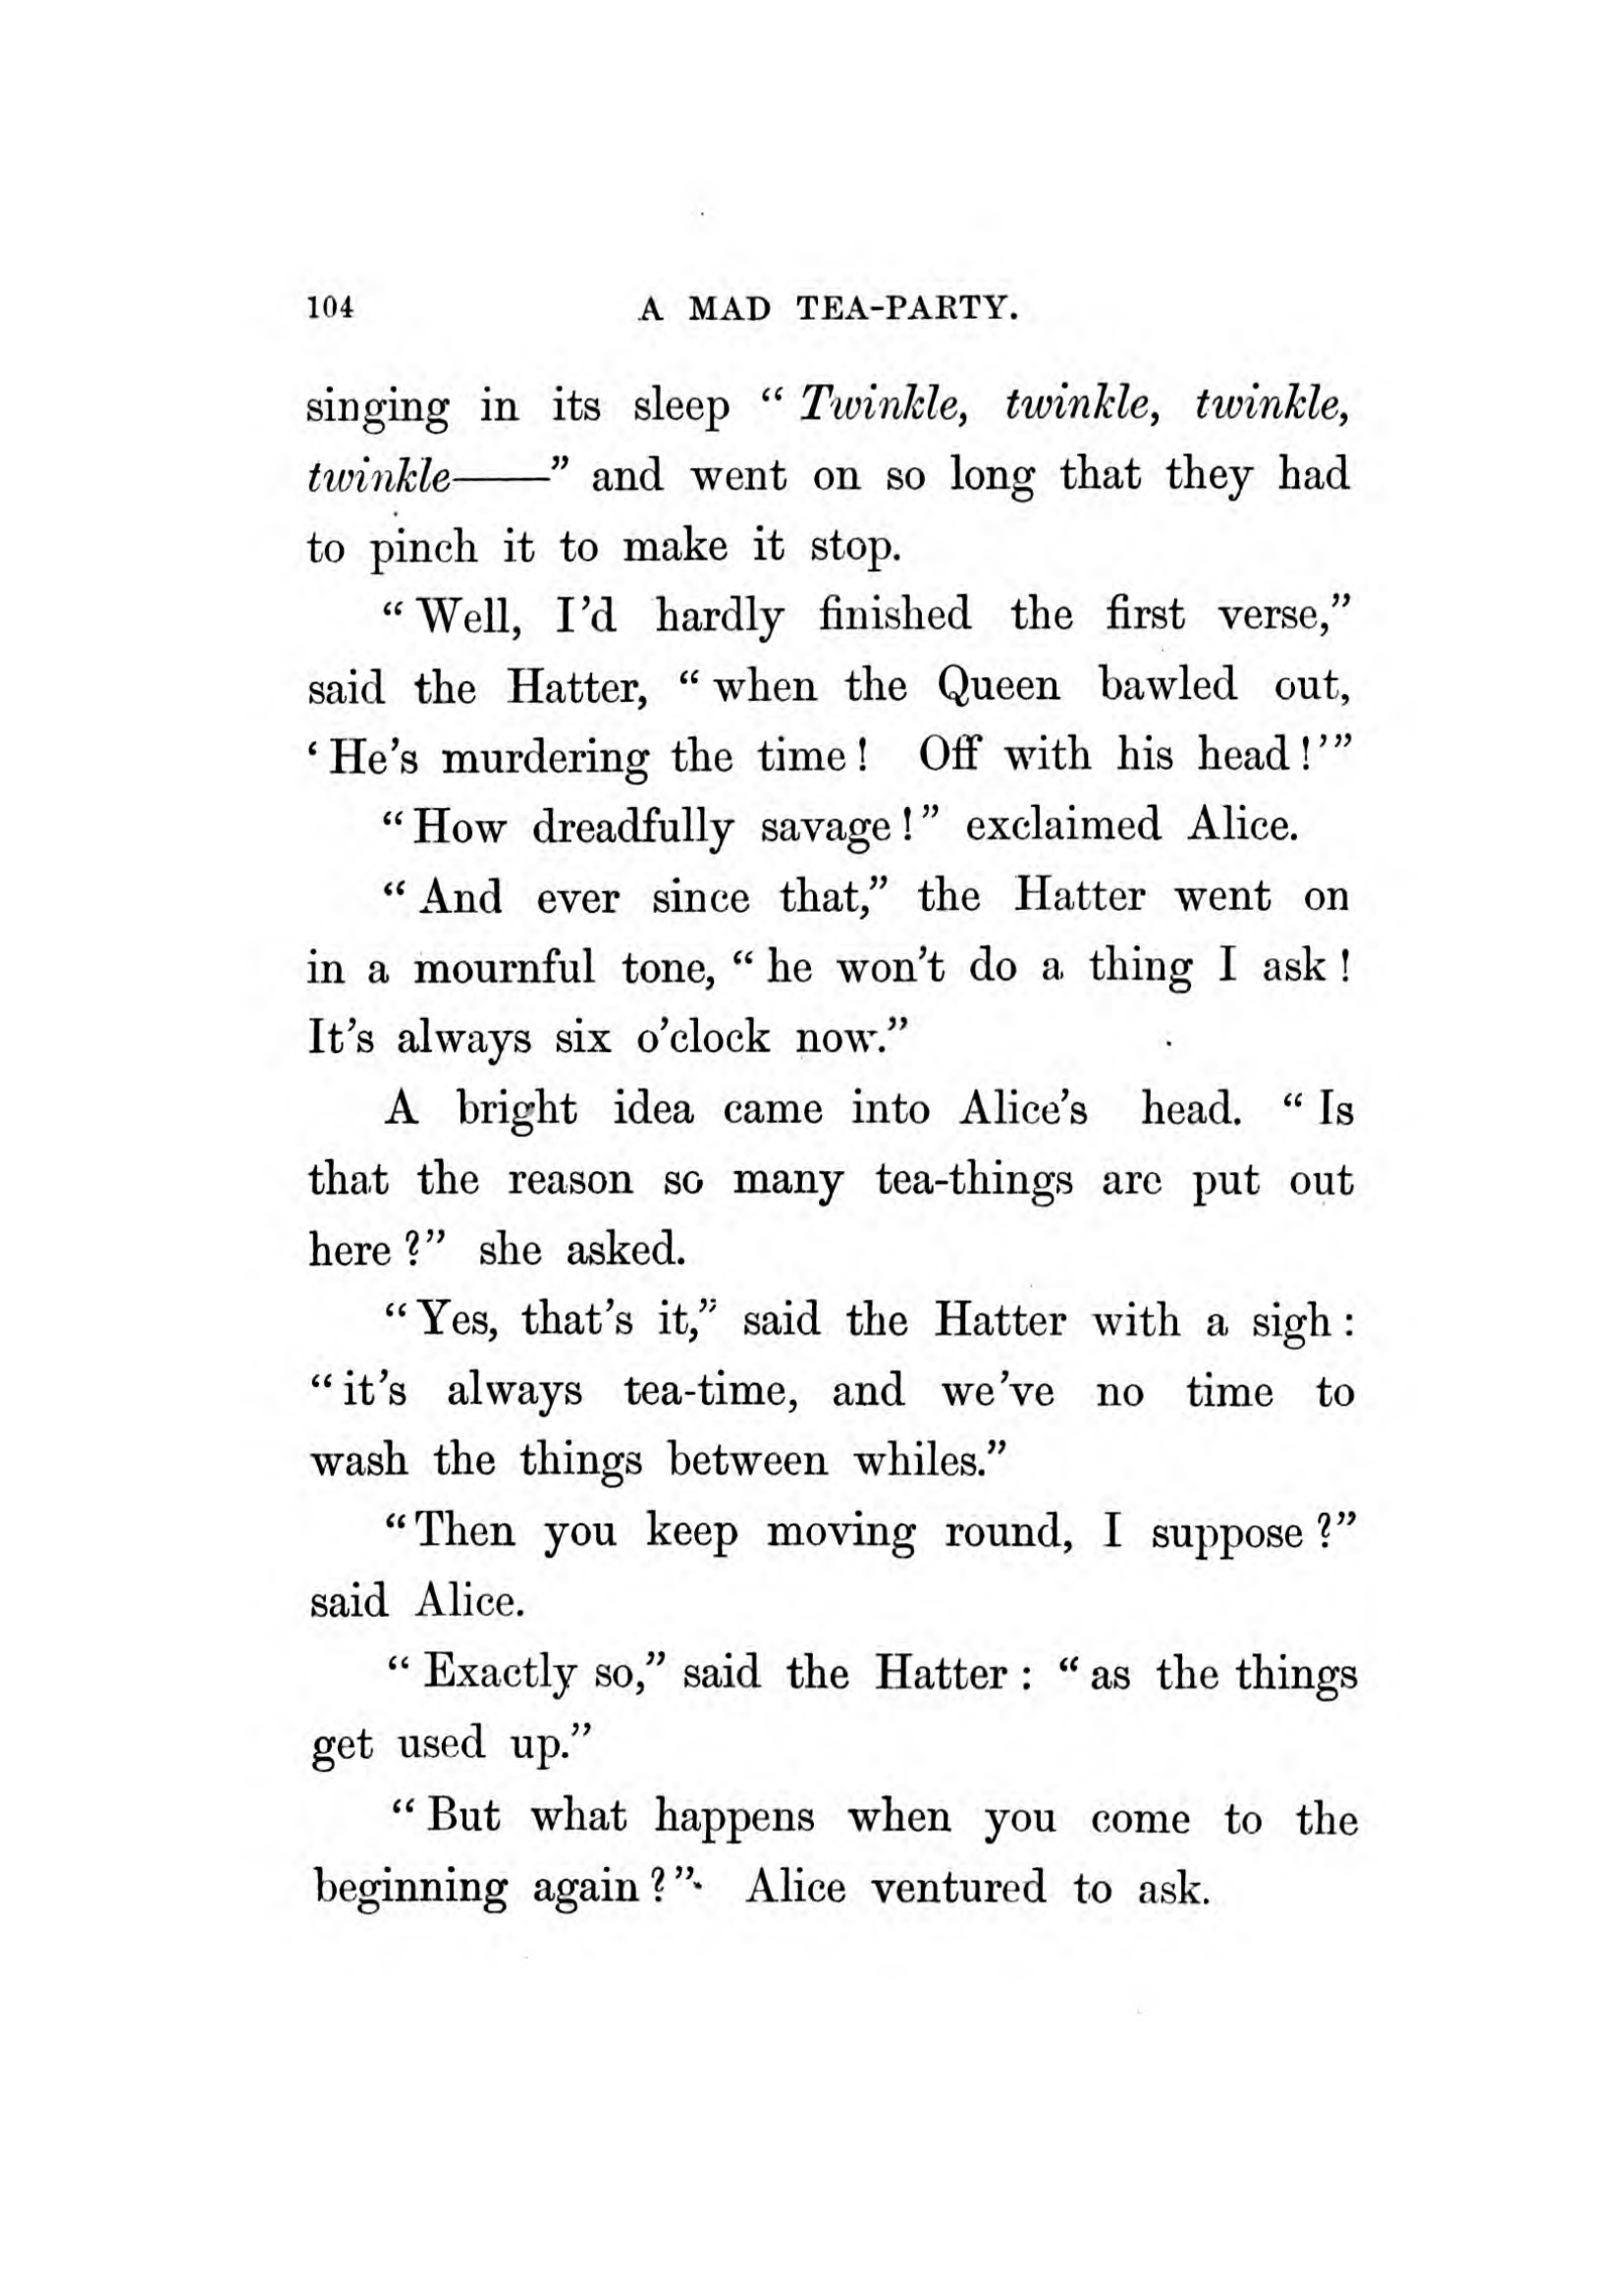 104 A MAD TEA-PARTY.
singing in its sleep “ Twinkle, twinkle, twinkle,
twinkle——” and went on so long that they had
to pinch it to make it stop.
“ Well, I’d hardly finished the first verse,”
said the Hatter, “ when the Queen bawled out,
‘ He’s murdering the time ! Off with his head !’”
“ How dreadfully savage !” exclaimed Alice.
“ And ever since that,” the Hatter went on
in a mournful tone, “ he won’t do a thing I ask !
It’s always six o’clock now.”
A bright idea came into Alice’s head. “ Is
that the reason so many tea-things are put out
here ?” she asked.
“ Yes, that’s it,” said the Hatter with a sigh :
“ it’s always tea-time, and we’ve no time to
wash the things between whiles.”
“ Then you keep moving round, I suppose ?”
said Alice.
“ Exactly so,” said the Hatter : “ as the things
get used up.”
“ But what happens when you come to the
beginning again ?” Alice ventured to ask.